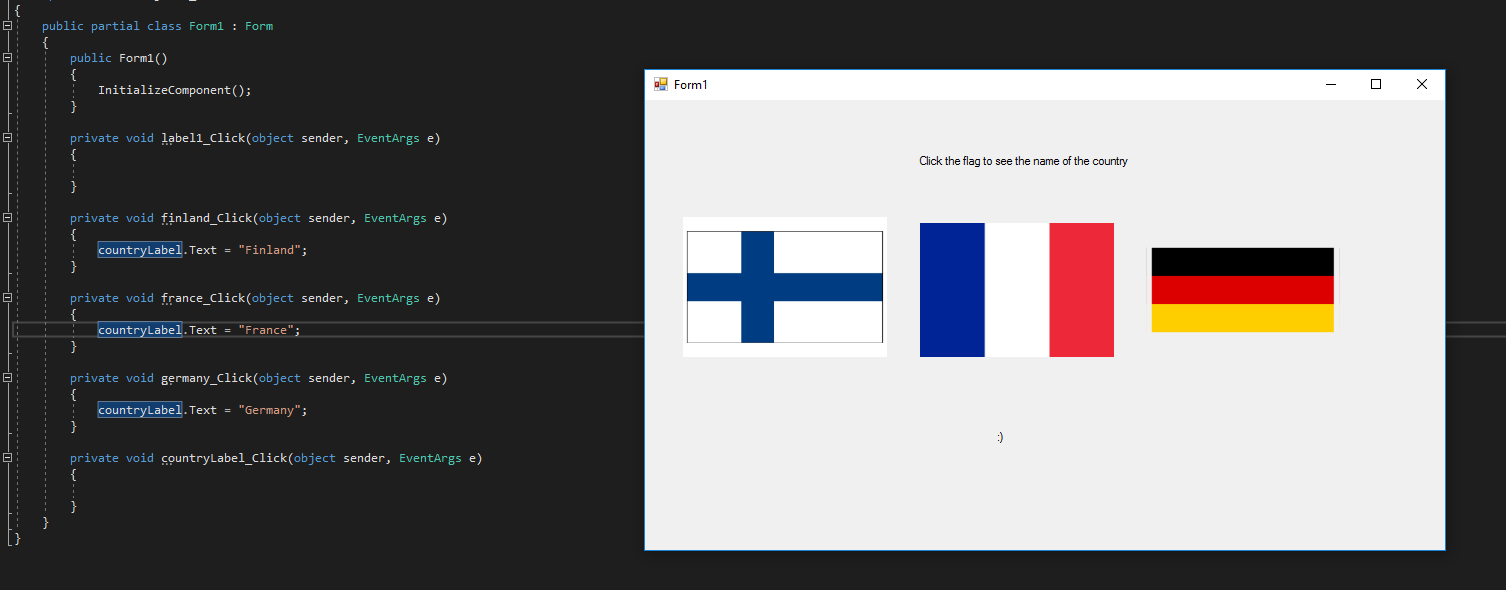 {
public partial class Form1 : Form
{
public Form1()
{
InitializeComponent();
}
private void label1_Click(object sender, EventArgs e)
{
}
private void finland_Click(object sender, EventArgs e)
{
countryLabel.Text = "Finland";
}
private void france_Click(object sender, EventArgs e)
{
countryLabel.Text = "France";
}
private void germany_Click(object sender, EventArgs e)
{
countryLabel.Text = "Germany";
}
private void countryLabel_Click(object sender, EventArgs e)
{
}
}
}
Form1
Click the flag to see the name of the country
:)